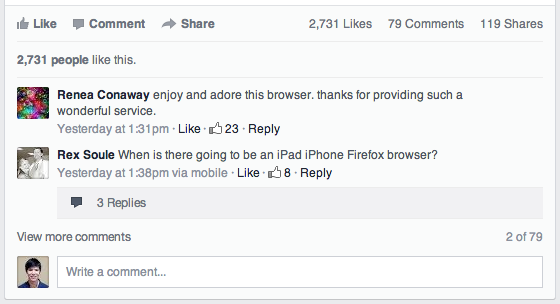 Like Comment Share 2,731 Likes 79 Comments 119 Shares
2,731 people like this.
Renea Conaway enjoy and adore this browser. thanks for providing such a
wonderful service.
Yesterday at 1:31pm · Like · 23 · Reply
Rex Soule When is there going to be an iPad iPhone Firefox browser?
Yesterday at 1:38pm via mobile · Like · 8 · Reply
3 Replies
View more comments 2 of 79
Write a comment...